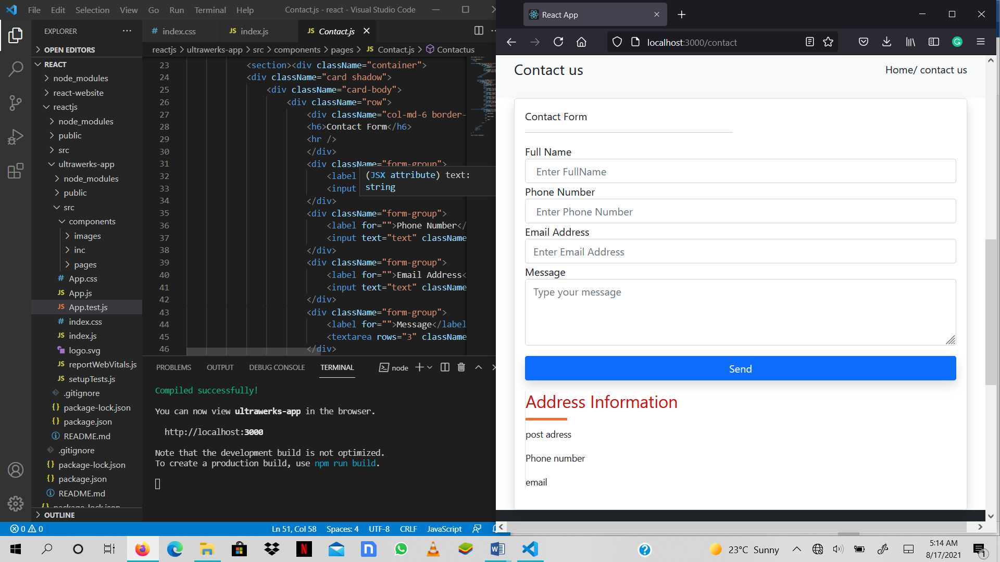 File Edit Selection View Go Run Terminal Help
Contact.js - react - Visual Studio Code
EXPLORER
OPEN EDITORS
REACT
node_modules
react-website
reactjs
node_modules
public
src
ultrawerks-app
node_modules
public
src
components
images
inc
pages
# App.css
JS App.js
JS App.test.js
# index.css
JS index.js
logo.svg
JS reportWebVitals.js
JS setupTests.js
.gitignore
{} package-lock.json
{} package.json
README.md
.gitignore
{} package-lock.json
{} package.json
README.md
{} package-lock.json
OUTLINE
# index.css
JS index.js
JS Contact.js
reactjs > ultrawerks-app > src > components > pages > JS Contact.js > Contactus
23 <section><div className="container">
24 <div className="card shadow">
25 <div className="card-body">
26 <div className="row">
27 <div className="col-md-6 border-
28 <h6>Contact Form</h6>
29 <hr />
30 </div>
31 <div className="form-group">
32 <label
33 <input
(JSX attribute) text:
string
34 </div>
35 <div className="form-group">
36 <label for="">Phone Number</
37 <input text="text" className
38 </div>
39 <div className="form-group">
40 <label for="">Email Address<
41 <input text="text" className
42 </div>
43 <div className="form-group">
44 <label for="">Message</label
45 <textarea rows="3" className
46 </div>
PROBLEMS OUTPUT DEBUG CONSOLE TERMINAL
node
Compiled successfully!
You can now view ultrawerks-app in the browser.
http://localhost:3000
Note that the development build is not optimized.
To create a production build, use npm run build.
0 0
Ln 51, Col 58 Spaces: 4 UTF-8 CRLF JavaScript
React App
localhost:3000/contact
Contact us
Home/ contact us
Contact Form
Full Name
Enter FullName
Phone Number
Enter Phone Number
Email Address
Enter Email Address
Message
Type your message
Send
Address Information
post adress
Phone number
email
23°C Sunny
5:14 AM
8/17/2021
1